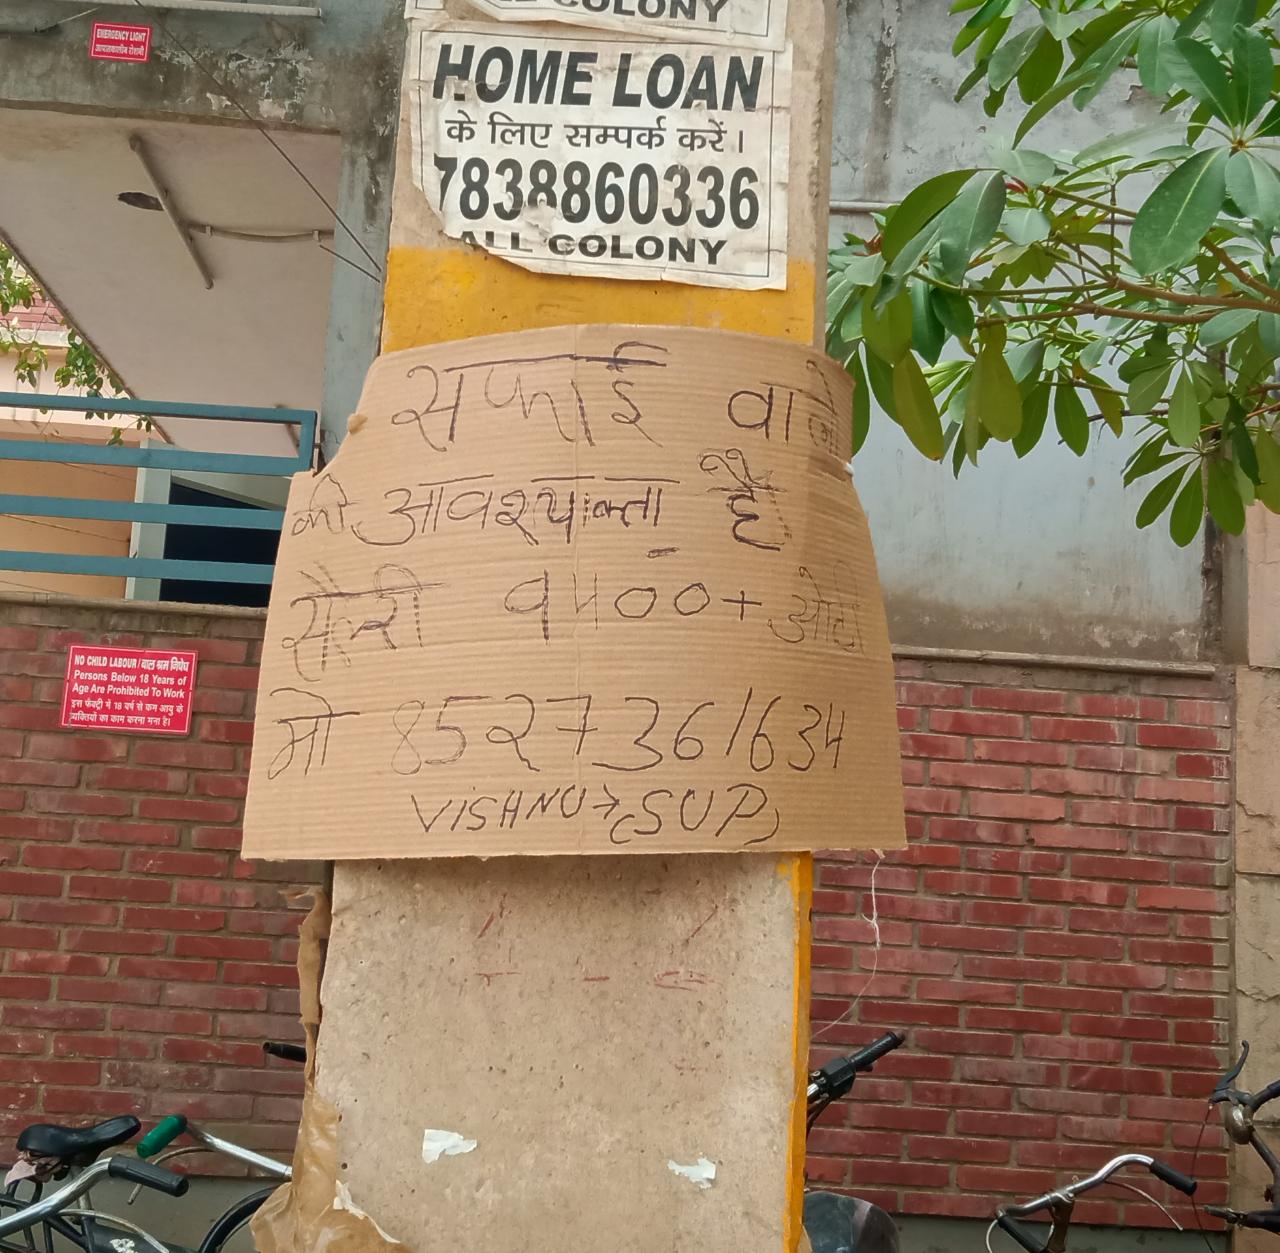 ALL COLONY
HOME LOAN
के लिए सम्पर्क करें।
7838860336
ALL COLONY
EMERGENCY LIGHT
आपातकालीन रोशनी
सफाई वाले
की आवश्यक्ता है
सैलरी ९५००+ ओटी
मो 8527361634
VISHNU→(SUP)
NO CHILD LABOUR/बाल श्रम निषेध
Persons Below 18 Years of
Age Are Prohibited To Work
इस फैक्ट्री में 18 वर्ष से कम आयु के
व्यक्तियों का काम करना मना है।